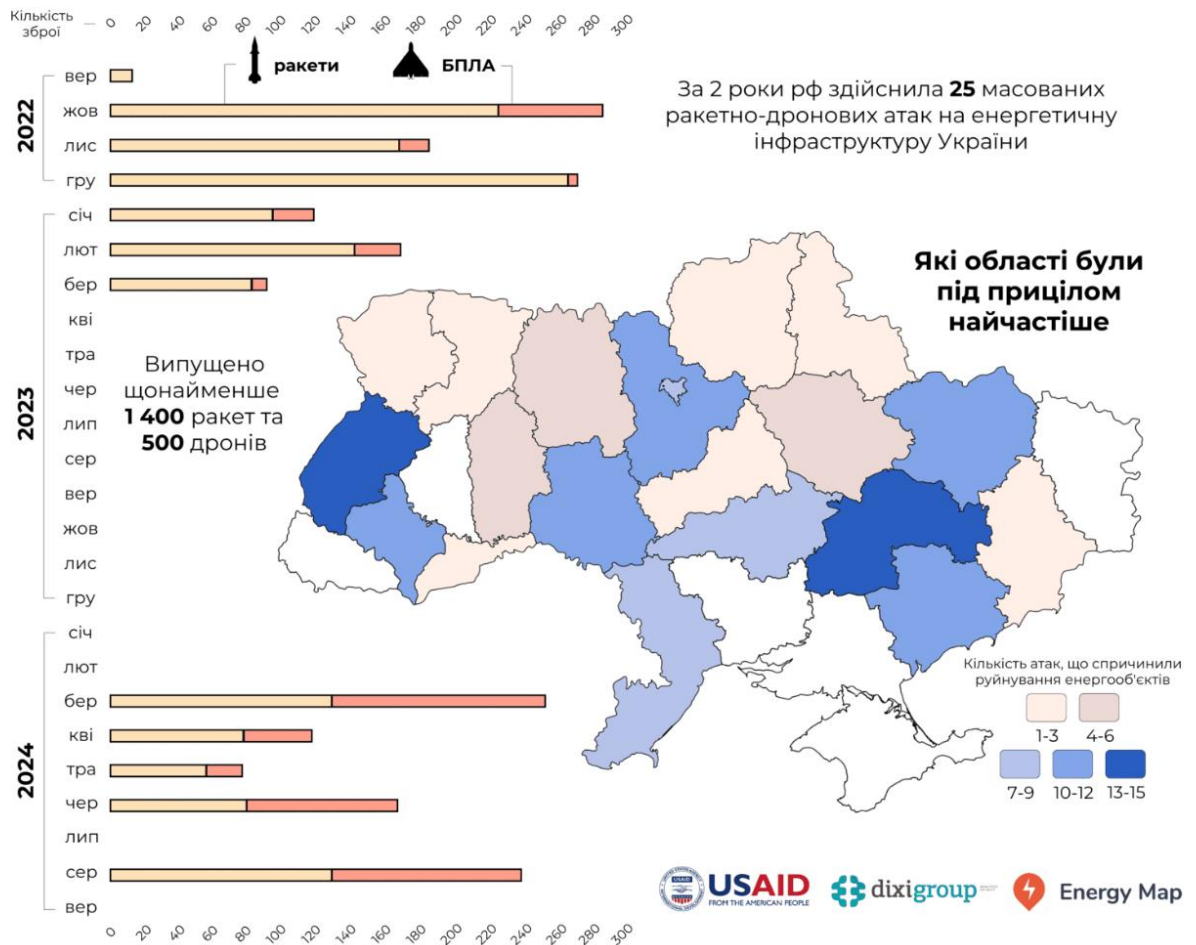 Кількість
зброї
0 20 40 60 80 100 120 140 160 180 200 220 240 260 280 300
ракети
БПЛА
2022
вер
жов
лис
гру
2023
січ
лют
бер
кві
тра
чер
лип
сер
вер
жов
лис
гру
2024
січ
лют
бер
кві
тра
чер
лип
сер
вер
0 20 40 60 80 100 120 140 160 180 200 220 240 260 280 300
За 2 роки рф здійснила 25 масованих
ракетно-дронових атак на енергетичну
інфраструктуру України
Які області були
під прицілом
найчастіше
Випущено
щонайменше
1 400 ракет та
500 дронів
Кількість атак, що спричинили
руйнування енергооб'єктів
1-3 4-6
7-9 10-12 13-15
USAID
FROM THE AMERICAN PEOPLE
dixigroup
Energy Map